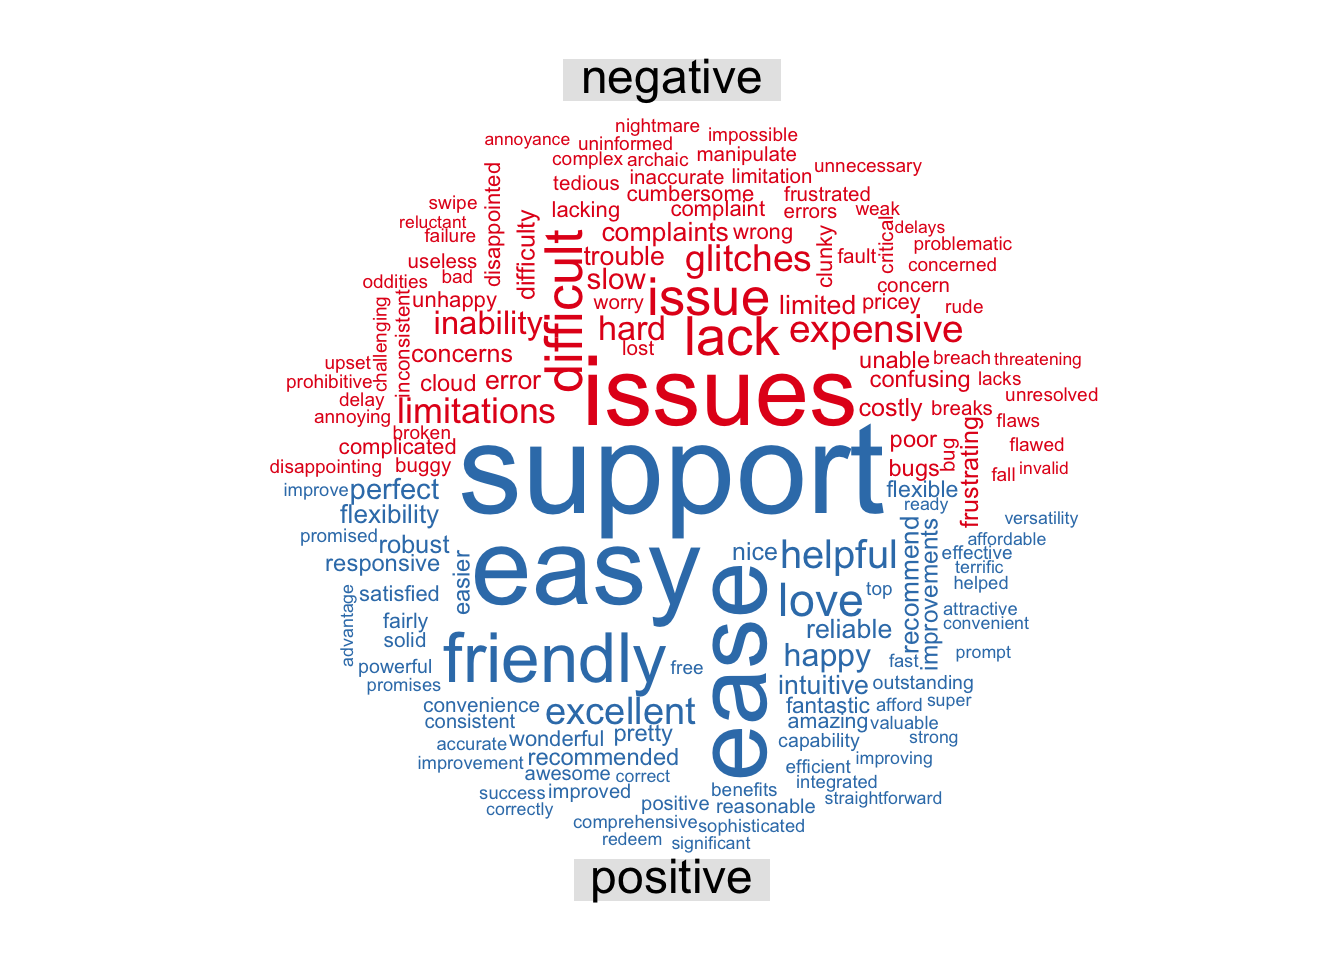 negative
nightmare
annoyance
uninformed
impossible
complex
archaic
manipulate
unnecessary
tedious
inaccurate
limitation
swipe
disappointed
cumbersome
frustrated
reluctant
lacking
complaint
errors
weak
failure
difficulty
difficult
complaints
wrong
clunky
critical
delays
problematic
useless
bad
trouble
glitches
fault
concerned
oddities
slow
concern
unhappy
worry
issue
limited
pricey
rude
challenging
inconsistent
inability
hard
lack
expensive
lost
upset
concerns
unable
breach
threatening
prohibitive
cloud
error
issues
confusing
lacks
delay
unresolved
annoying
limitations
costly
breaks
flaws
broken
complicated
poor
bug
frustrating
flawed
disappointing
buggy
bugs
fall
invalid
support
improve
perfect
flexible
flexibility
ready
versatility
promised
robust
easy
nice
helpful
recommend
improvements
affordable
effective
responsive
easier
ease
terrific
helped
advantage
satisfied
love
top
attractive
fairly
reliable
convenient
solid
friendly
happy
fast
prompt
powerful
free
promises
intuitive
outstanding
convenience
excellent
fantastic
afford
super
consistent
amazing
valuable
accurate
wonderful
pretty
capability
strong
improvement
recommended
efficient
improving
awesome
correct
integrated
success
improved
benefits
straightforward
correctly
positive
reasonable
comprehensive
sophisticated
redeem
significant
positive